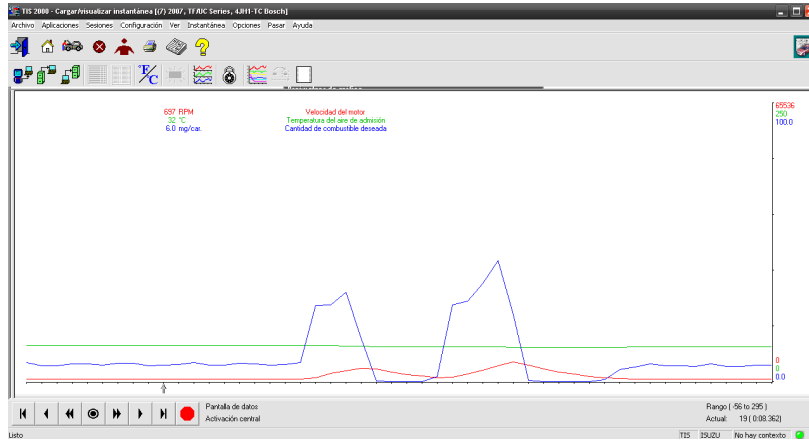 TIS 2000 - Cargar/visualizar instantánea [(7) 2007, TF/UC Series, 4JH1-TC Bosch]
Archivo Aplicaciones Sesiones Configuración Ver Instantánea Opciones Pasar Ayuda
°F/C
697 RPM Velocidad del motor
32 °C Temperatura del aire de admisión
6.0 mg/car. Cantidad de combustible deseada
65536
250
100.0
0
0
0.0
Pantalla de datos
Activación central
Rango ( -56 to 295 )
Actual: 19 ( 0:08.362)
Listo
TIS ISUZU No hay contexto